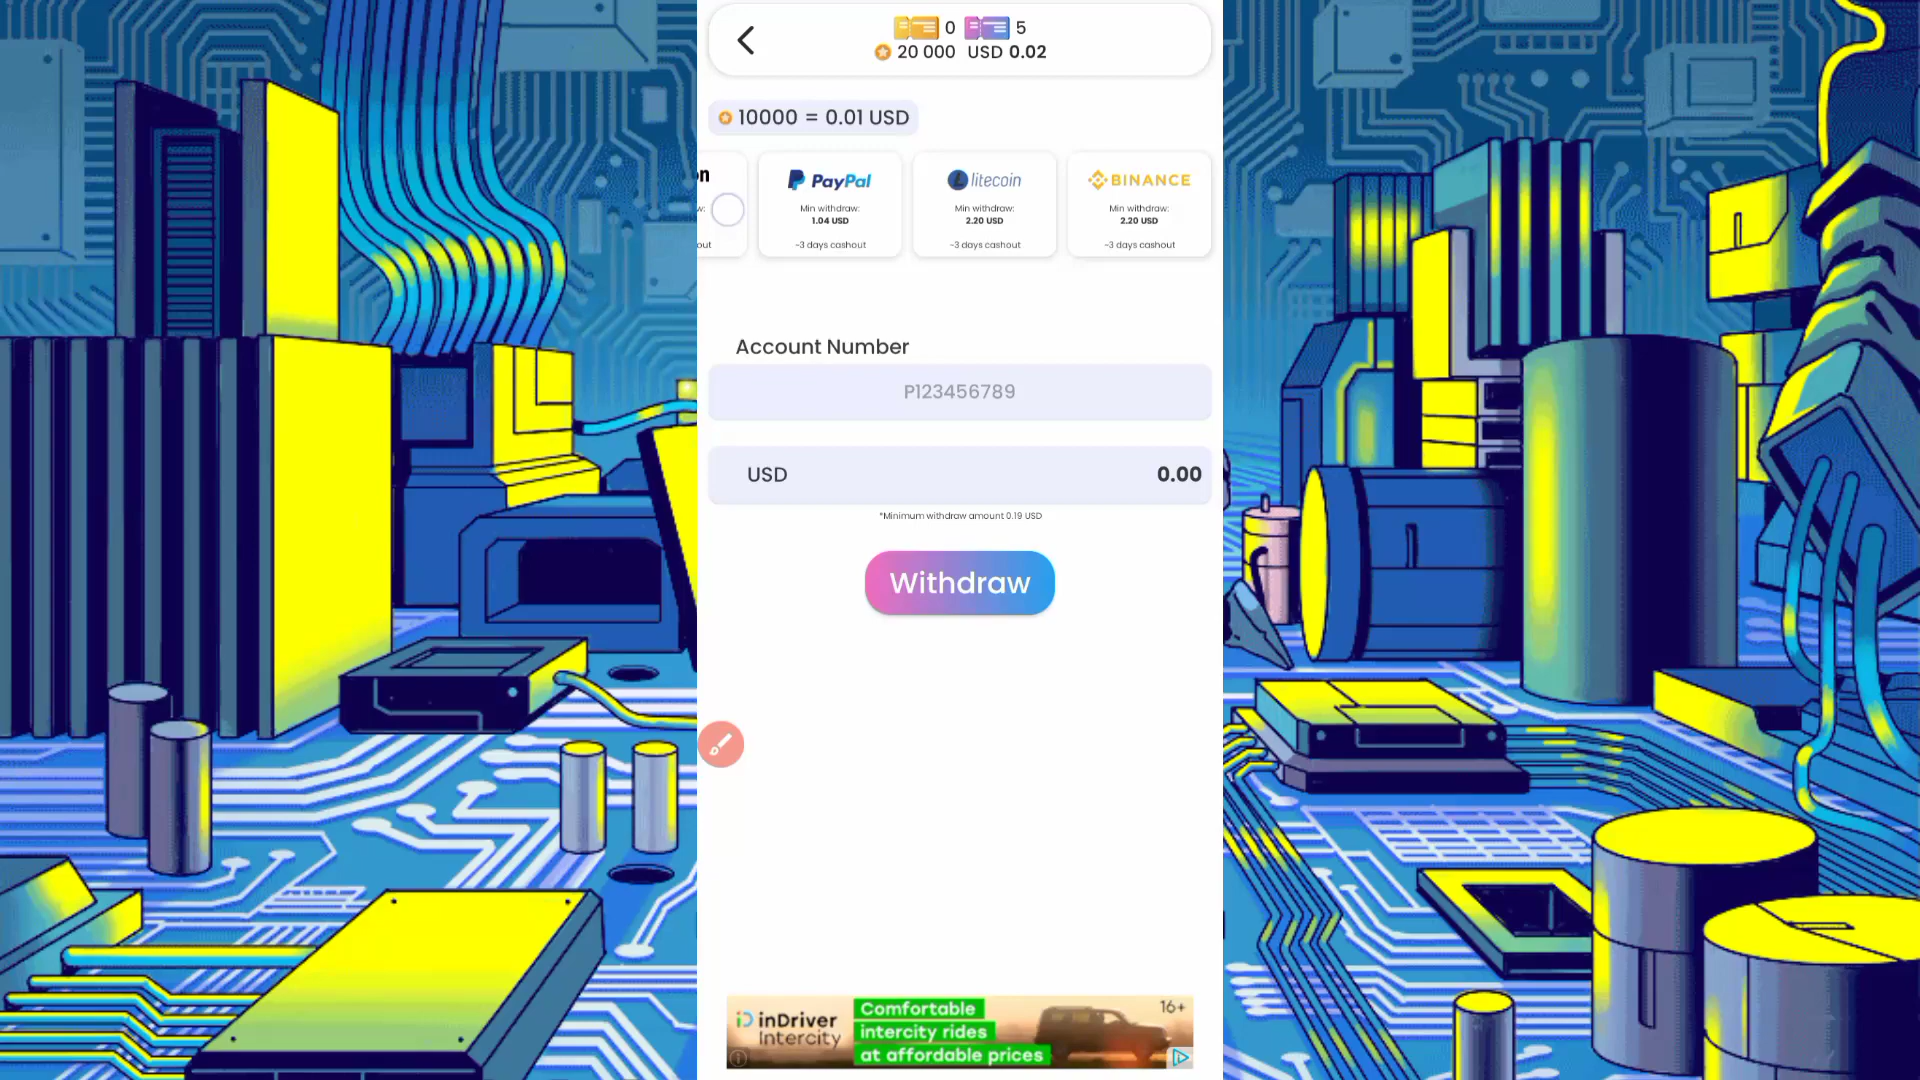 0 5
20 000 USD 0.02
10000 = 0.01 USD
n
w:
out
PayPal
Min withdraw:
1.04 USD
~3 days cashout
litecoin
Min withdraw:
2.20 USD
~3 days cashout
BINANCE
Min withdraw:
2.20 USD
~3 days cashout
Account Number
P123456789
USD 0.00
*Minimum withdraw amount 0.19 USD
Withdraw
inDriver
Intercity
Comfortable
intercity rides
at affordable prices
16+